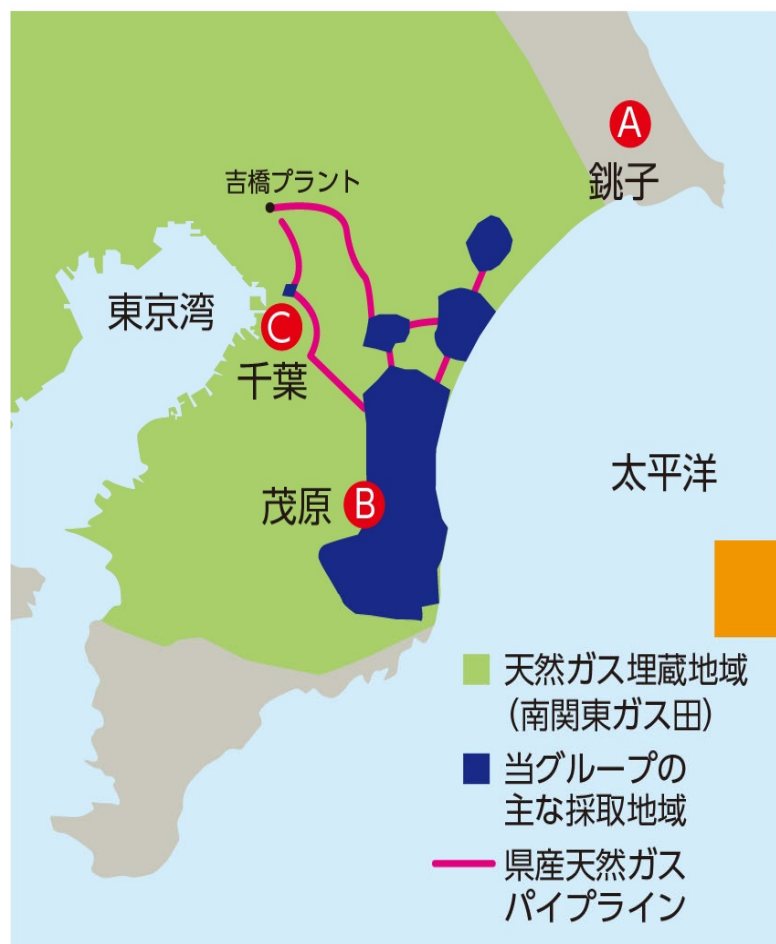 A
銚子
吉橋プラント
東京湾
C
千葉
太平洋
茂原
B
天然ガス埋蔵地域
（南関東ガス田）
当グループの
主な採取地域
県産天然ガス
パイプライン